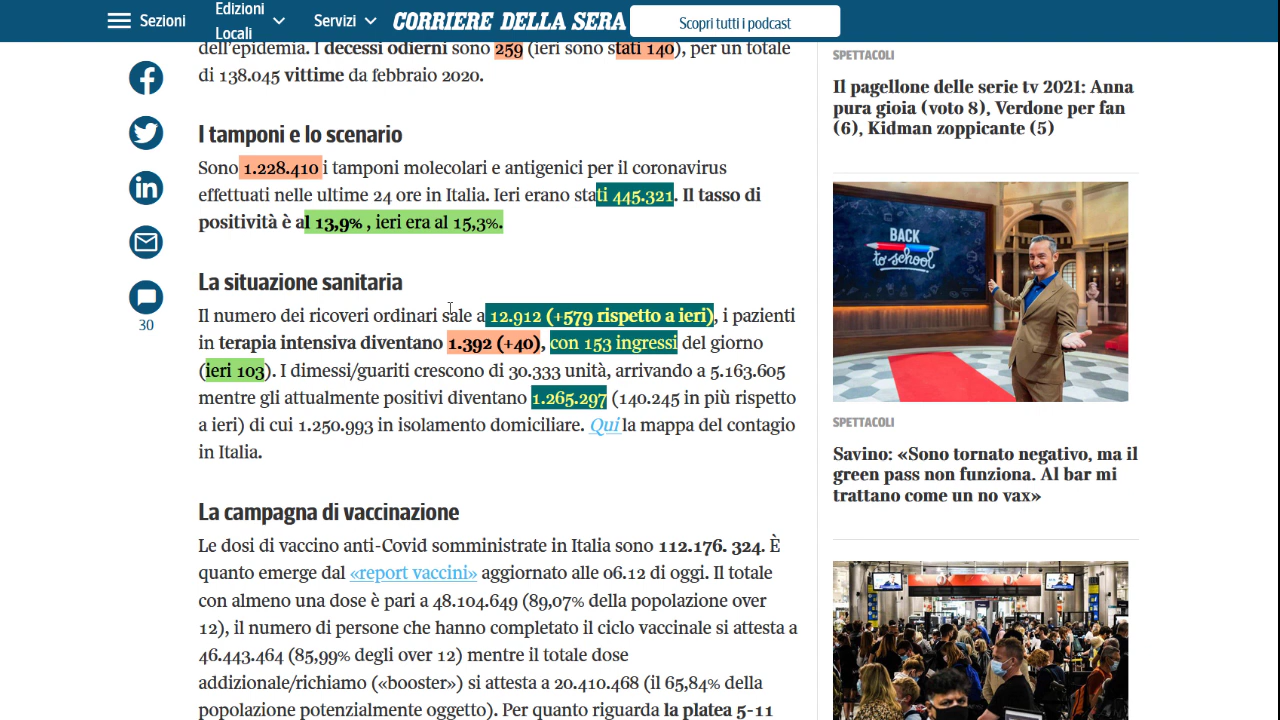 Sezioni
Edizioni
Locali
Servizi
CORRIERE DELLA SERA
Scopri tutti i podcast
dell'epidemia. I decessi odierni sono 259 (ieri sono stati 140), per un totale
di 138.045 vittime da febbraio 2020.
I tamponi e lo scenario
Sono 1.228.410 i tamponi molecolari e antigenici per il coronavirus
effettuati nelle ultime 24 ore in Italia. Ieri erano stati 445.321. Il tasso di
positività è al 13,9% , ieri era al 15,3%.
La situazione sanitaria
Il numero dei ricoveri ordinari sale a 12.912 (+579 rispetto a ieri), i pazienti
in terapia intensiva diventano 1.392 (+40), con 153 ingressi del giorno
(ieri 103). I dimessi/guariti crescono di 30.333 unità, arrivando a 5.163.605
mentre gli attualmente positivi diventano 1.265.297 (140.245 in più rispetto
a ieri) di cui 1.250.993 in isolamento domiciliare. Qui la mappa del contagio
in Italia.
La campagna di vaccinazione
Le dosi di vaccino anti-Covid somministrate in Italia sono 112.176. 324. È
quanto emerge dal «report vaccini» aggiornato alle 06.12 di oggi. Il totale
con almeno una dose è pari a 48.104.649 (89,07% della popolazione over
12), il numero di persone che hanno completato il ciclo vaccinale si attesta a
46.443.464 (85,99% degli over 12) mentre il totale dose
addizionale/richiamo («booster») si attesta a 20.410.468 (il 65,84% della
popolazione potenzialmente oggetto). Per quanto riguarda la platea 5-11
30
SPETTACOLI
Il pagellone delle serie tv 2021: Anna
pura gioia (voto 8), Verdone per fan
(6), Kidman zoppicante (5)
BACK
to school
SPETTACOLI
Savino: «Sono tornato negativo, ma il
green pass non funziona. Al bar mi
trattano come un no vax»